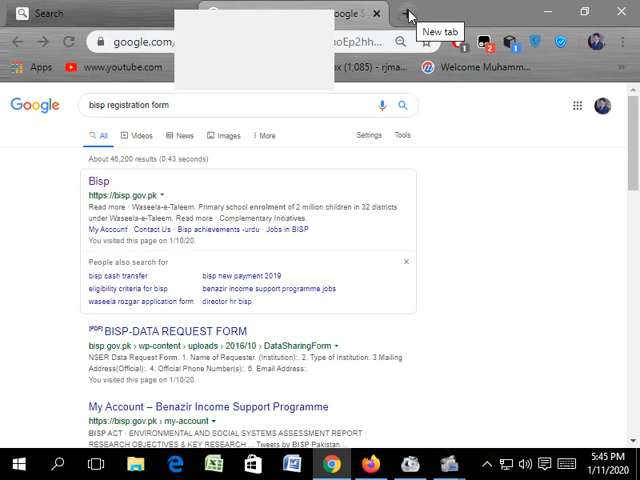 Search
Google S
New tab
google.com/
uoEp2hh...
1
2
1
Apps
www.youtube.com
ox (1,085) - rjma...
Welcome Muhamm...
Google
bisp registration form
All
Videos
News
Images
More
Settings
Tools
About 46,200 results (0.43 seconds)
Bisp
https://bisp.gov.pk
Read more · Waseela-e-Taleem. Primary school enrolment of 2 million children in 32 districts
under Waseela-e-Taleem. Read more · Complementary Initiatives.
My Account · Contact Us · Bisp achievements -urdu · Jobs in BISP
You visited this page on 1/10/20.
People also search for
bisp cash transfer
bisp new payment 2019
eligibility criteria for bisp
benazir income support programme jobs
waseela rozgar application form
director hr bisp
[PDF] BISP-DATA REQUEST FORM
bisp.gov.pk › wp-content › uploads › 2016/10 › DataSharingForm
NSER Data Request Form. 1. Name of Requester. (Institution):. 2. Type of Institution: 3.Mailing
Address(Official):. 4. Official Phone Number(s):. 6. Email Address:.
You visited this page on 1/10/20.
My Account – Benazir Income Support Programme
https://bisp.gov.pk › my-account
BISP ACT · ENVIRONMENTAL AND SOCIAL SYSTEMS ASSESSMENT REPORT ·
RESEARCH OBJECTIVES & KEY RESEARCH ... Tweets by BISP Pakistan ...
5:45 PM
1/11/2020